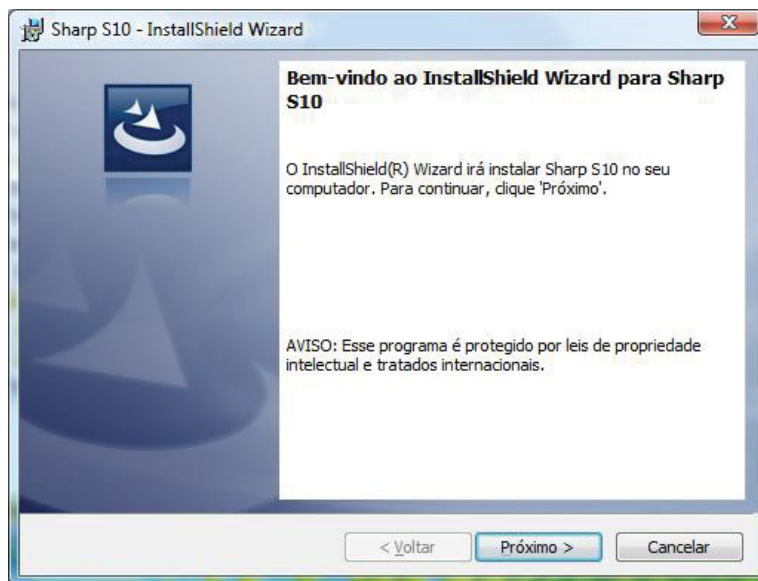 Sharp S10 - InstallShield Wizard
Bem-vindo ao InstallShield Wizard para Sharp
S10
O InstallShield(R) Wizard irá instalar Sharp S10 no seu
computador. Para continuar, clique 'Próximo'.
AVISO: Esse programa é protegido por leis de propriedade
intelectual e tratados internacionais.
< Voltar
Próximo >
Cancelar